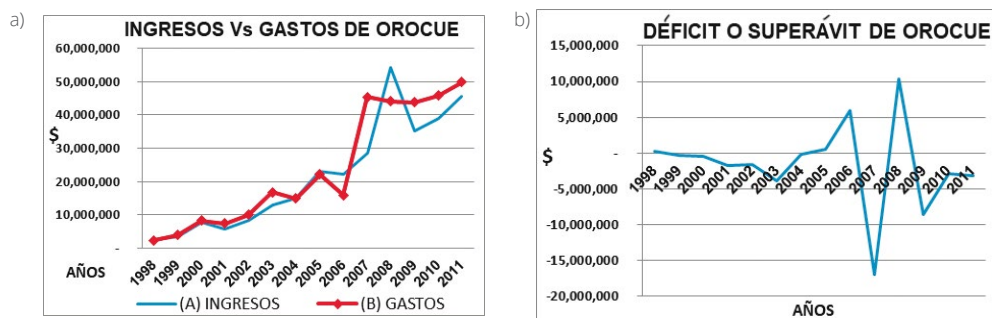 a)
INGRESOS Vs GASTOS DE OROCUE
60,000,000
50,000,000
40,000,000
$
30,000,000
20,000,000
10,000,000
-
AÑOS
1998 1999 2000 2001 2002 2003 2004 2005 2006 2007 2008 2009 2010 2011
(A) INGRESOS (B) GASTOS
b)
DÉFICIT O SUPERÁVIT DE OROCUE
15,000,000
10,000,000
5,000,000
$
-
-5,000,000
-10,000,000
-15,000,000
-20,000,000
1998 1999 2000 2001 2002 2003 2004 2005 2006 2007 2008 2009 2010 2011
AÑOS